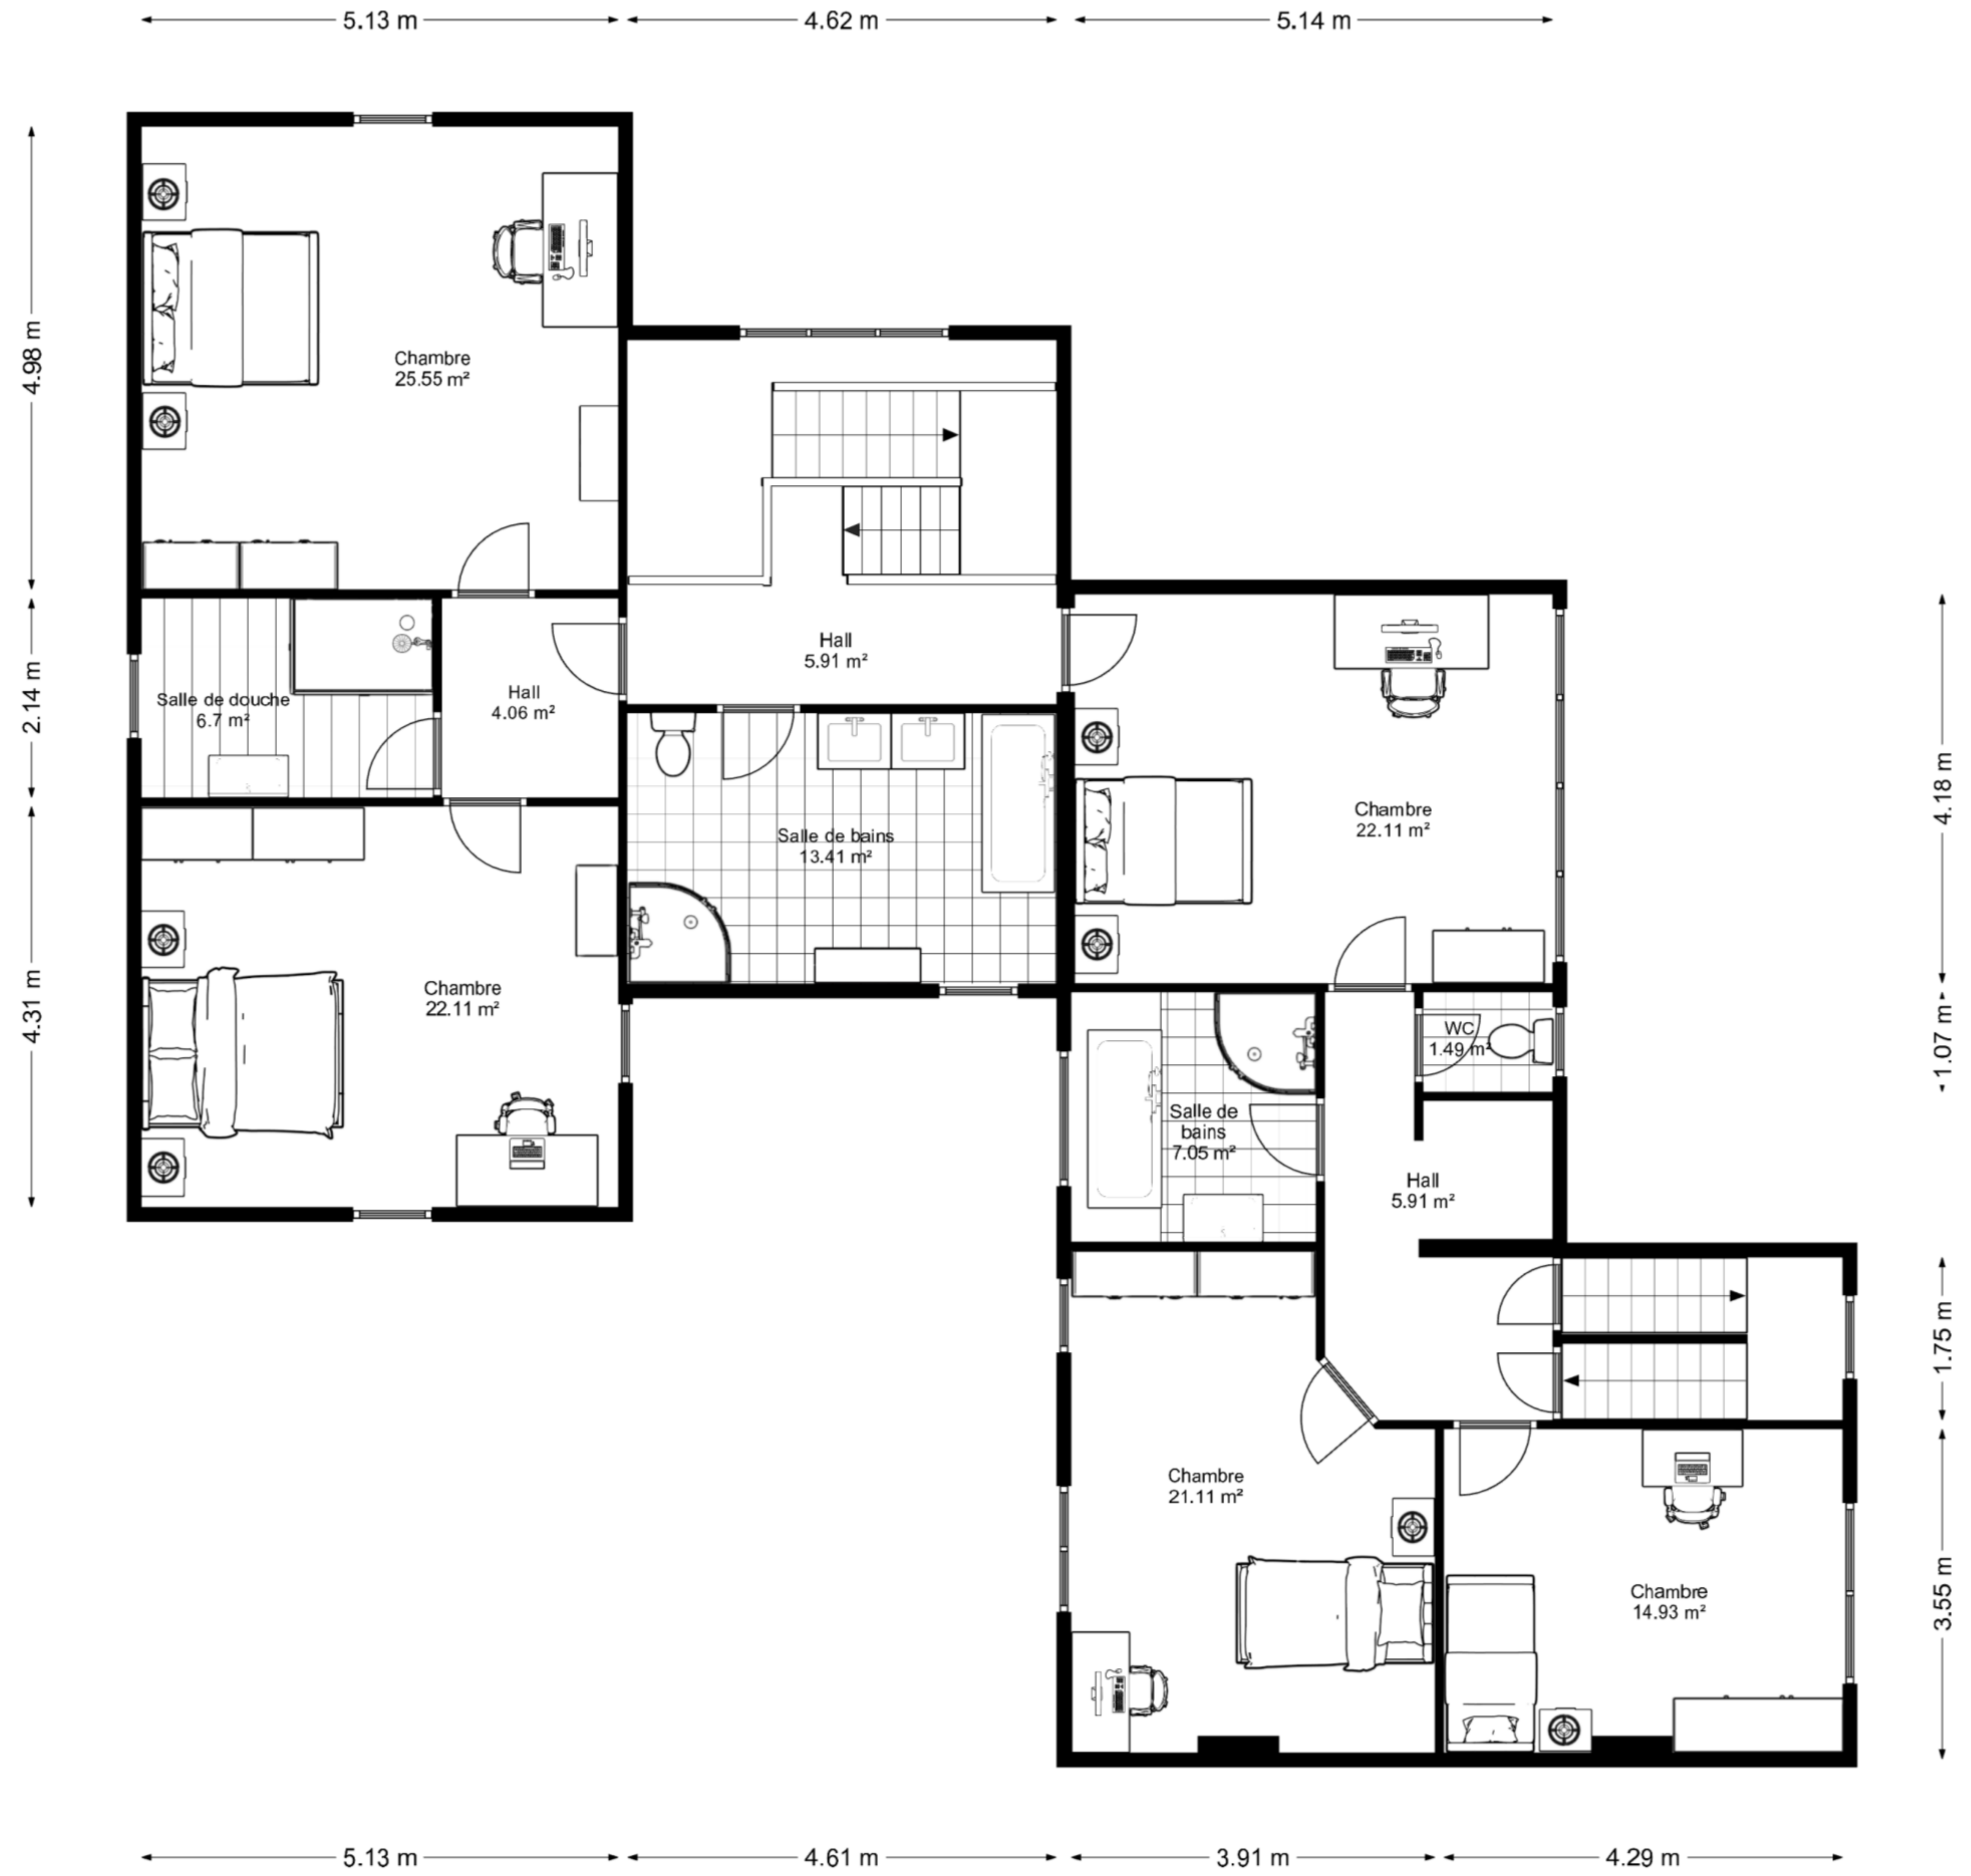 5.13 m
4.62 m
5.14 m
4.98 m
2.14 m
4.31 m
Chambre
25.55 m²
Hall
5.91 m²
Salle de douche
6.7 m²
Hall
4.06 m²
Salle de bains
13.41 m²
Chambre
22.11 m²
Chambre
22.11 m²
WC
1.49 m²
Salle de
bains
7.05 m²
Hall
5.91 m²
Chambre
21.11 m²
Chambre
14.93 m²
4.18 m
1.07 m
1.75 m
3.55 m
5.13 m
4.61 m
3.91 m
4.29 m